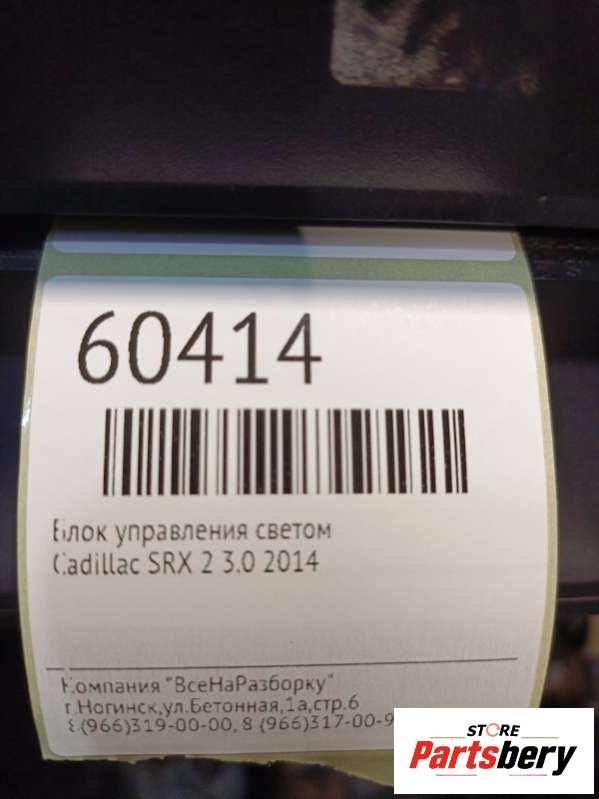 60414
Блок управления светом
Cadillac SRX 2 3.0 2014
Компания "ВсеНаРазборку"
г.Ногинск,ул.Бетонная,1а,стр.6
8 (966)319-00-00, 8 (966)317-00-9
STORE
Partsbery